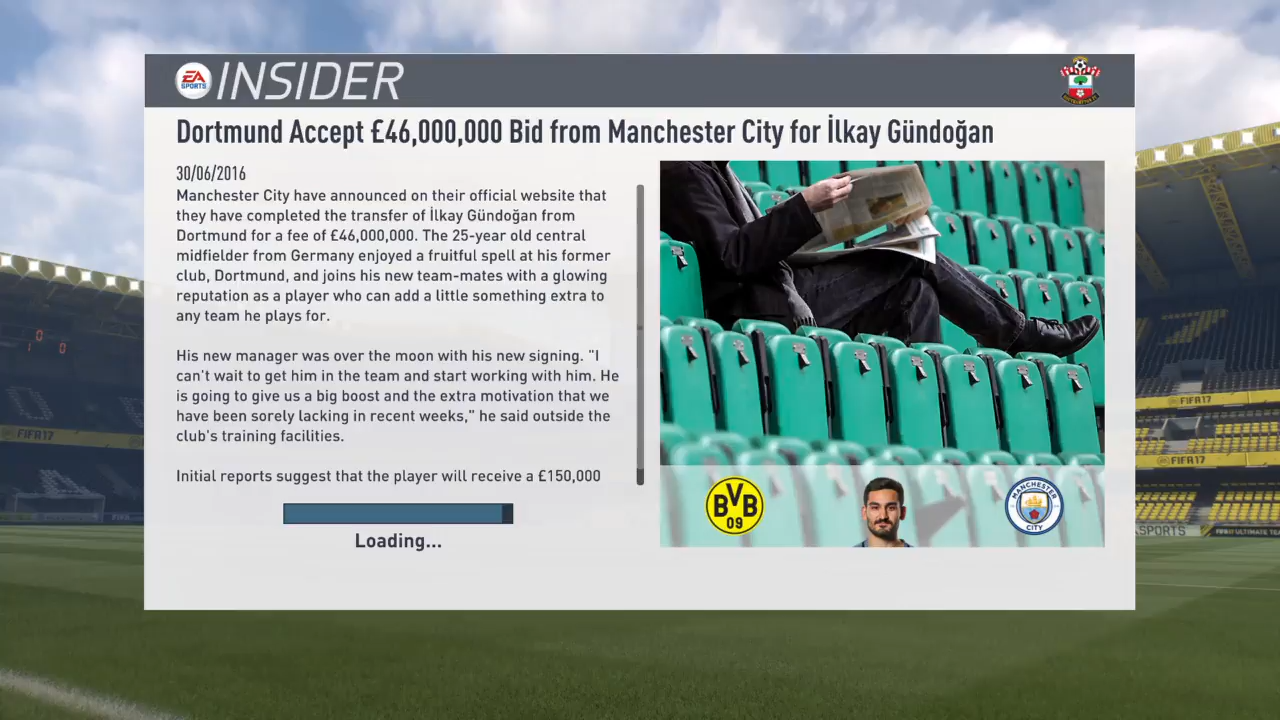 EA SPORTS INSIDER
Dortmund Accept £46,000,000 Bid from Manchester City for İlkay Gündoğan
30/06/2016
Manchester City have announced on their official website that
they have completed the transfer of İlkay Gündoğan from
Dortmund for a fee of £46,000,000. The 25-year old central
midfielder from Germany enjoyed a fruitful spell at his former
club, Dortmund, and joins his new team-mates with a glowing
reputation as a player who can add a little something extra to
any team he plays for.
His new manager was over the moon with his new signing. "I
can't wait to get him in the team and start working with him. He
is going to give us a big boost and the extra motivation that we
have been sorely lacking in recent weeks," he said outside the
club's training facilities.
Initial reports suggest that the player will receive a £150,000
Loading...
BVB
09
MANCHESTER
CITY
FIFA17
FIFA17
FIFA17
SPORTS